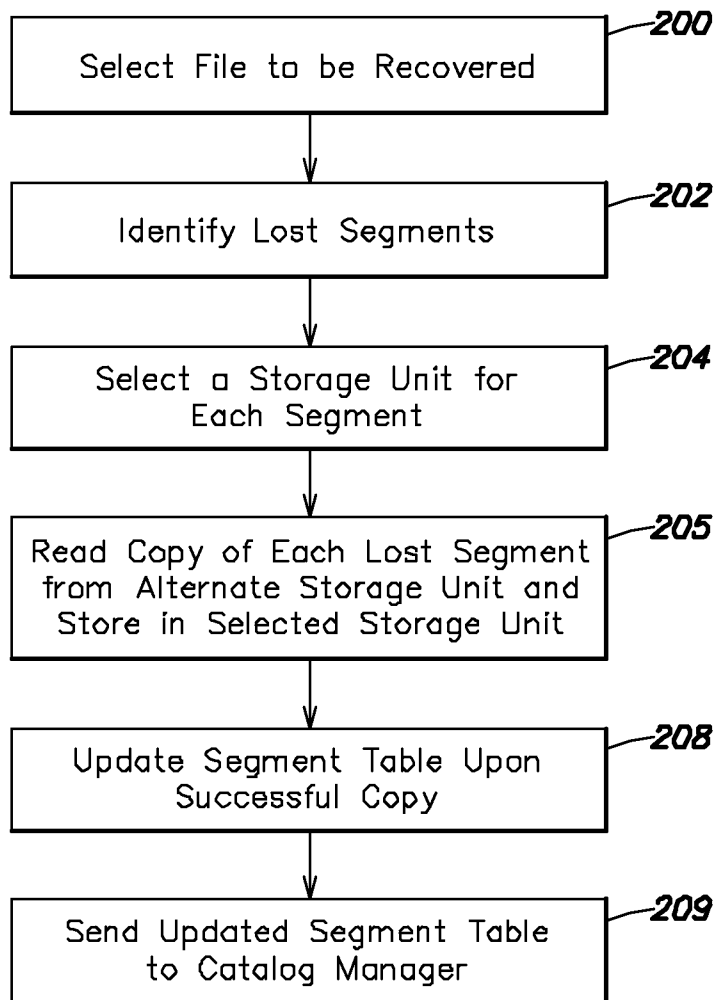 200
Select File to be Recovered
202
Identify Lost Segments
204
Select a Storage Unit for
Each Segment
205
Read Copy of Each Lost Segment
from Alternate Storage Unit and
Store in Selected Storage Unit
208
Update Segment Table Upon
Successful Copy
209
Send Updated Segment Table
to Catalog Manager